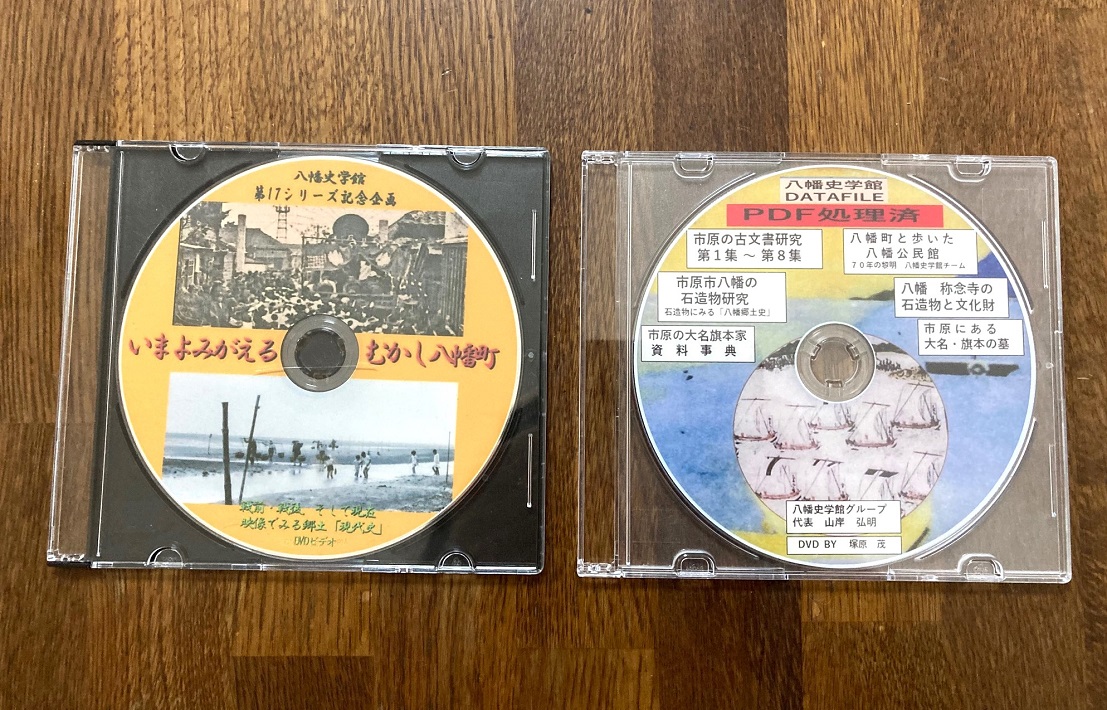 八幡史学館
第17シリーズ記念企画
いまよみがえる むかし八幡町
戦前・戦後 そして現在
映像でみる郷土「現代史」
DVDビデオ
八幡史学館
DATAFILE
PDF処理済
市原の古文書研究
第1集 ~ 第8集
八幡町と歩いた
八幡公民館
70年の黎明 八幡史学館チーム
市原市八幡の
石造物研究
石造物にみる「八幡郷土史」
八幡 称念寺の
石造物と文化財
市原の大名旗本家
資料事典
市原にある
大名・旗本の墓
八幡史学館グループ
代表 山岸 弘明
DVD BY 塚原 茂